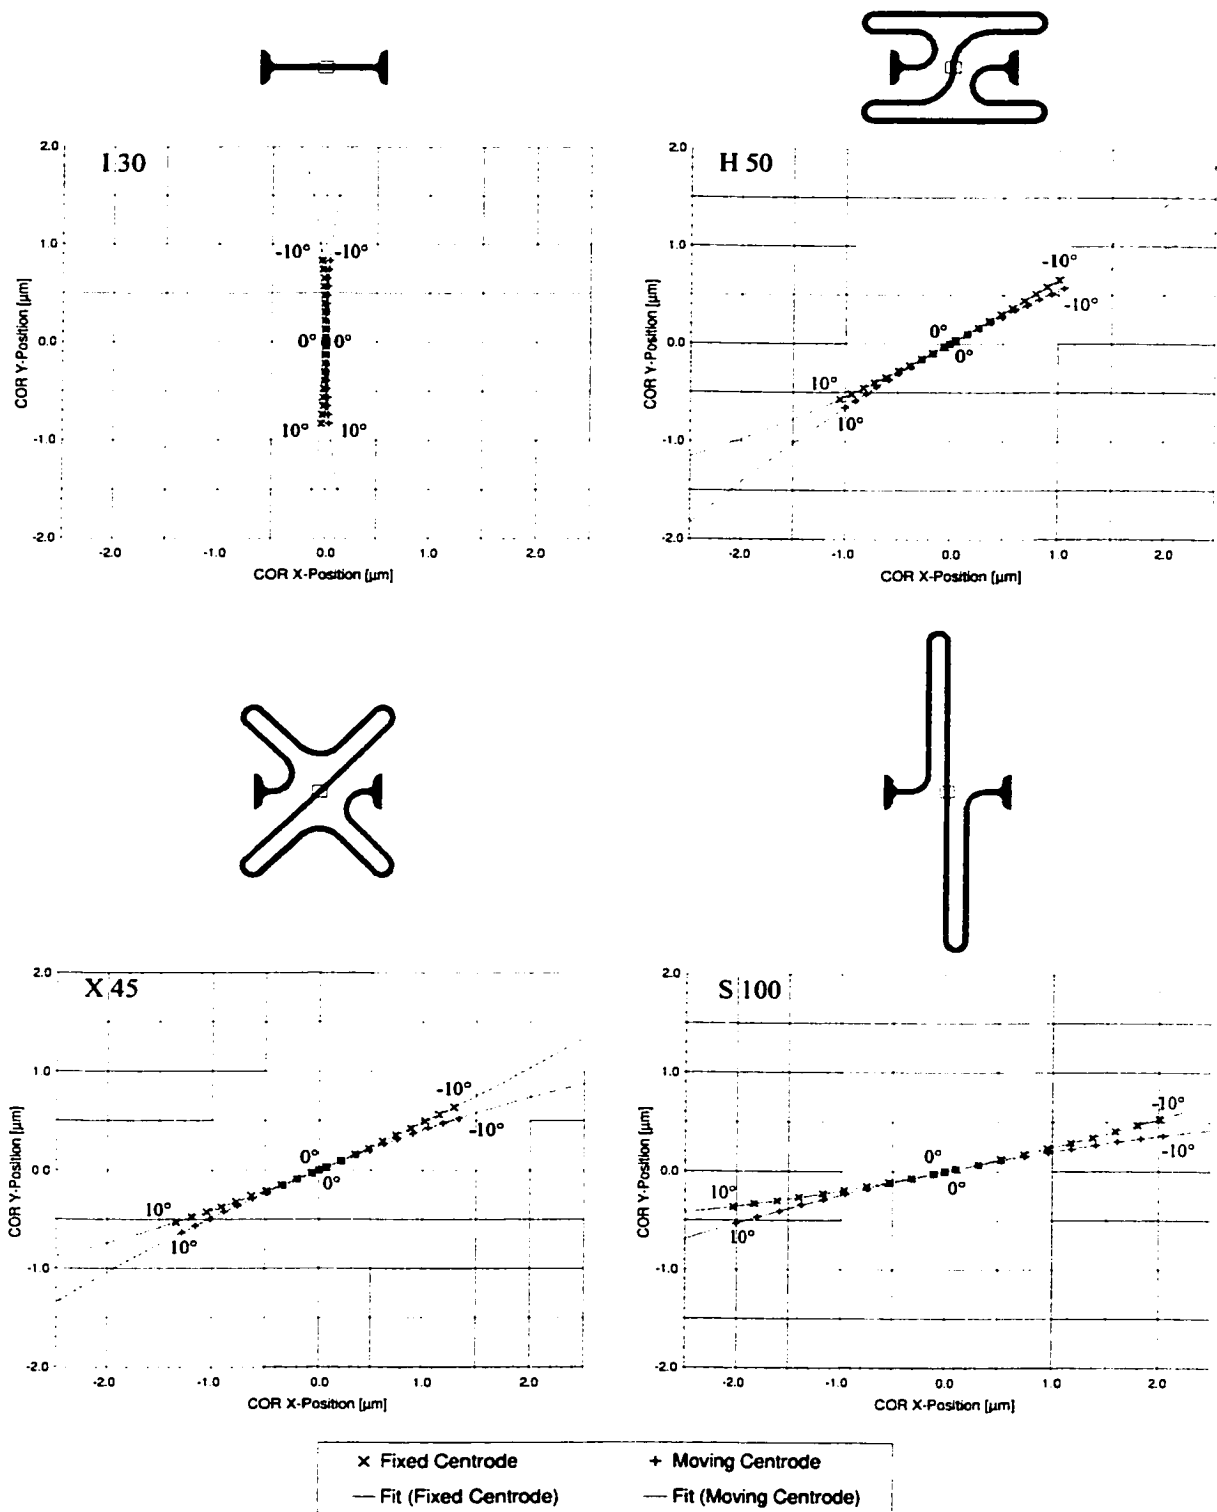 I 30
2.0
1.0
0.0
-1.0
-2.0
COR Y-Position [µm]
-10° -10°
0° 0°
10° 10°
-2.0 -1.0 0.0 1.0 2.0
COR X-Position [µm]
H 50
2.0
1.0
0.0
-1.0
-2.0
COR Y-Position [µm]
-10°
-10°
0°
0°
10°
10°
-2.0 -1.0 0.0 1.0 2.0
COR X-Position [µm]
X 45
2.0
1.0
0.0
-1.0
-2.0
COR Y-Position [µm]
-10°
-10°
0°
0°
10°
10°
-2.0 -1.0 0.0 1.0 2.0
COR X-Position [µm]
S 100
2.0
1.0
0.0
-1.0
-2.0
COR Y-Position [µm]
-10°
-10°
0°
0°
10°
10°
-2.0 -1.0 0.0 1.0 2.0
COR X-Position [µm]
× Fixed Centrode + Moving Centrode
— Fit (Fixed Centrode) — Fit (Moving Centrode)